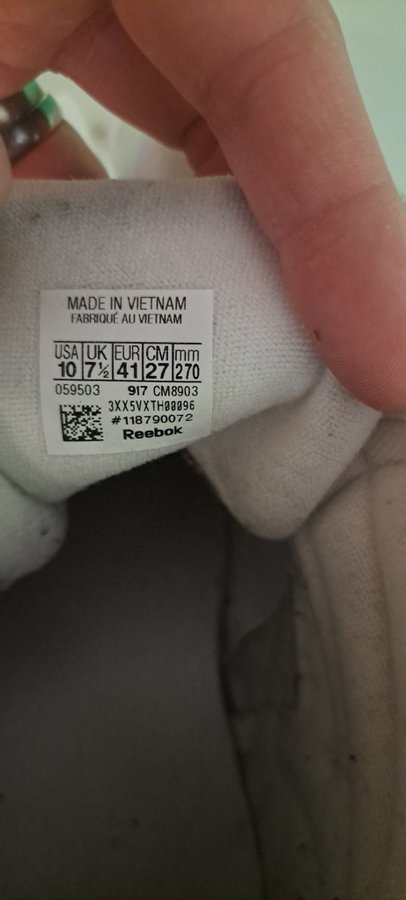 MADE IN VIETNAM
FABRIQUÉ AU VIETNAM
USA UK EUR CM mm
10 7½ 41 27 270
059503 917 CM8903
3XX5VXTH00096
#118790072
Reebok